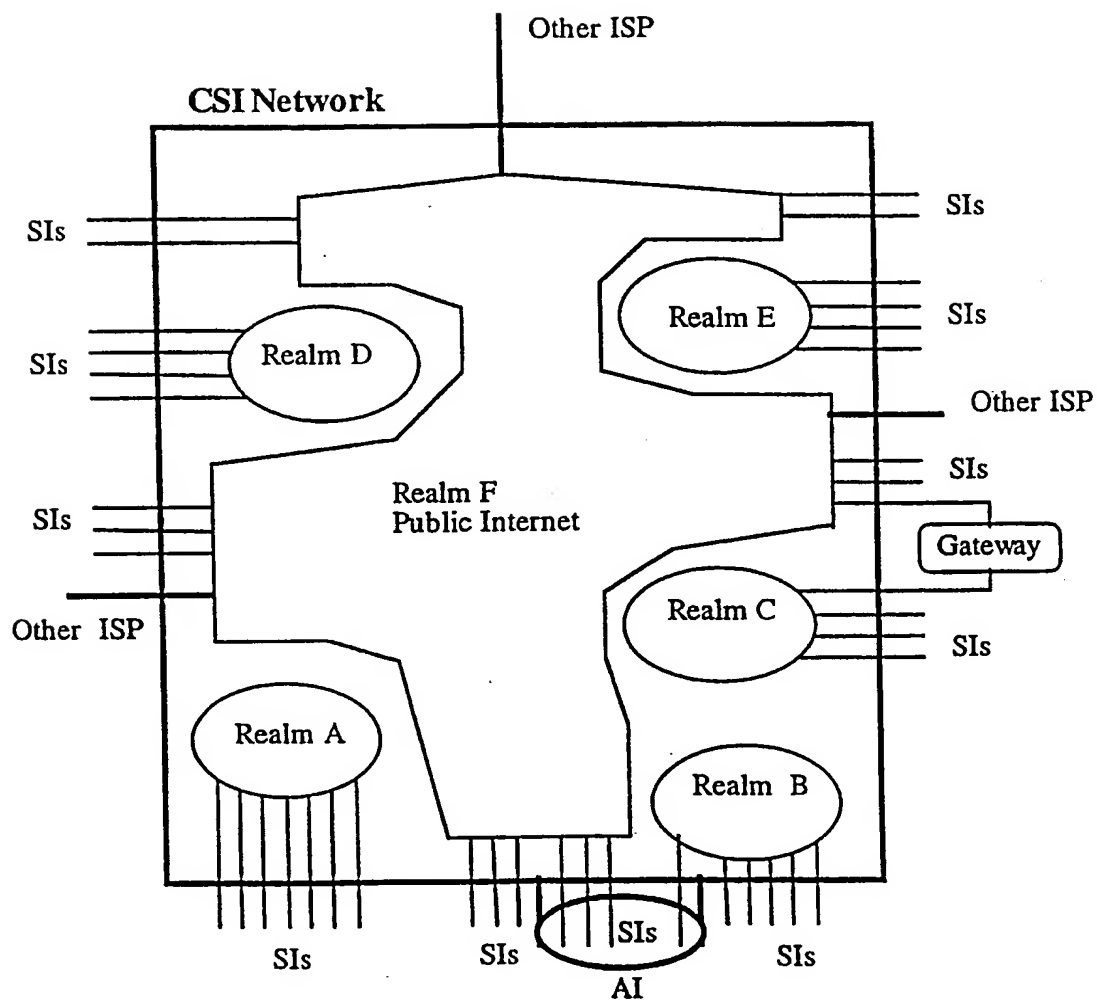 Other ISP
CSI Network
SIs
SIs
Realm E
SIs
Realm D
SIs
Other ISP
SIs
Realm F
Public Internet
SIs
Gateway
Realm C
Other ISP
SIs
Realm A
Realm B
SIs
SIs
SIs
SIs
AI